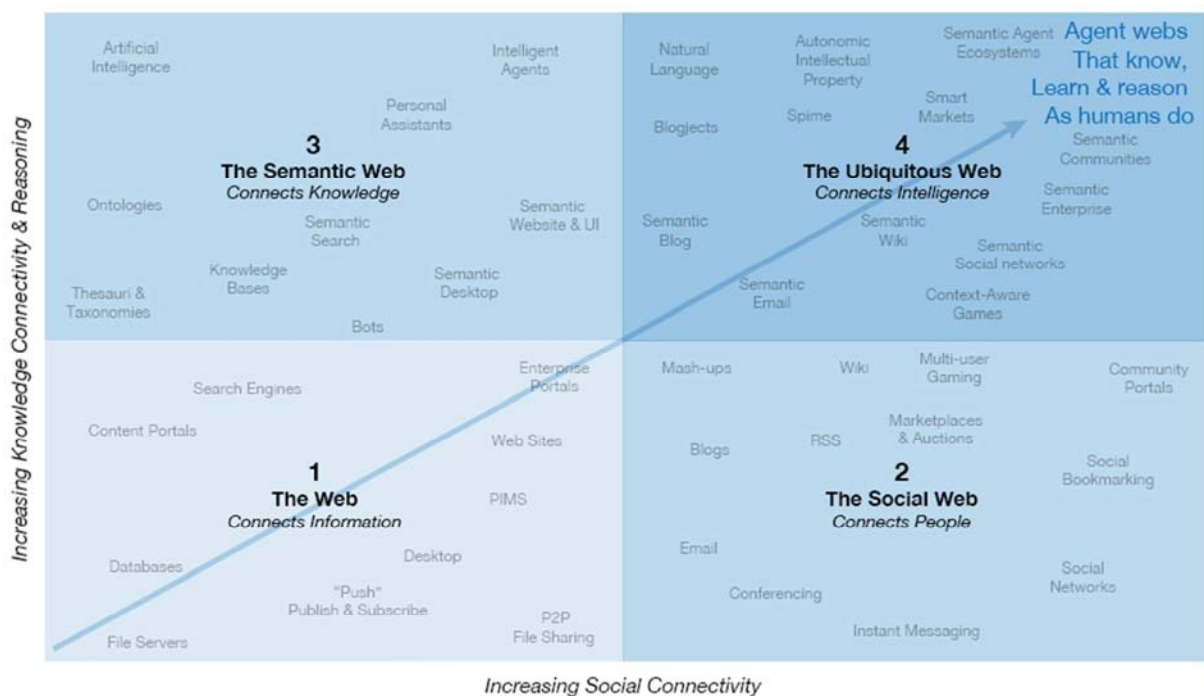 Increasing Knowledge Connectivity & Reasoning
Artificial
Intelligence
Intelligent
Agents
Personal
Assistants
3
The Semantic Web
Connects Knowledge
Ontologies
Semantic
Search
Semantic
Website & UI
Knowledge
Bases
Semantic
Desktop
Thesauri &
Taxonomies
Bots
Natural
Language
Autonomic
Intellectual
Property
Semantic Agent
Ecosystems
Agent webs
That know,
Learn & reason
As humans do
Blogjects
Spime
Smart
Markets
4
The Ubiquitous Web
Connects Intelligence
Semantic
Communities
Semantic
Enterprise
Semantic
Blog
Semantic
Wiki
Semantic
Social networks
Semantic
Email
Context-Aware
Games
Search Engines
Enterprise
Portals
Content Portals
Web Sites
1
The Web
Connects Information
PIMS
Databases
Desktop
"Push"
Publish & Subscribe
File Servers
P2P
File Sharing
Mash-ups
Wiki
Multi-user
Gaming
Community
Portals
Blogs
RSS
Marketplaces
& Auctions
Social
Bookmarking
2
The Social Web
Connects People
Email
Conferencing
Social
Networks
Instant Messaging
Increasing Social Connectivity